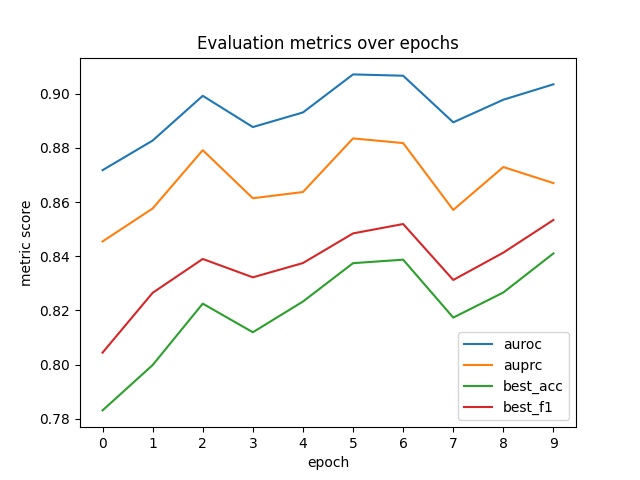 Evaluation metrics over epochs
metric score
0.90
0.88
0.86
0.84
0.82
0.80
0.78
auroc
auprc
best_acc
best_f1
0 1 2 3 4 5 6 7 8 9
epoch